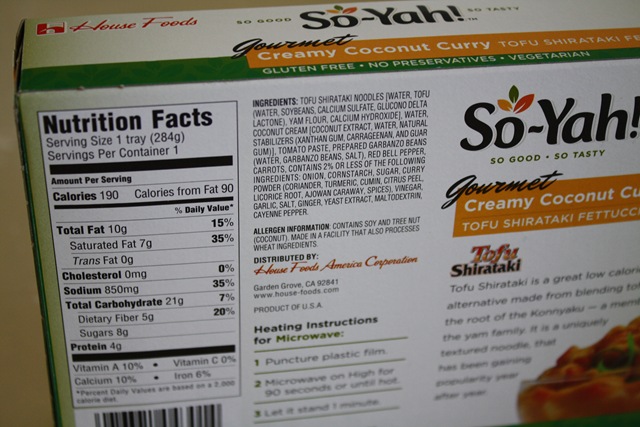 House Foods
SO GOOD Sō-Yah!™ SO TASTY
Gourmet
Creamy Coconut Curry TOFU SHIRATAKI FE
GLUTEN FREE • NO PRESERVATIVES • VEGETARIAN
Nutrition Facts
Serving Size 1 tray (284g)
Servings Per Container 1
Amount Per Serving
Calories 190 Calories from Fat 90
% Daily Value*
Total Fat 10g 15%
Saturated Fat 7g 35%
Trans Fat 0g
Cholesterol 0mg 0%
Sodium 850mg 35%
Total Carbohydrate 21g 7%
Dietary Fiber 5g 20%
Sugars 8g
Protein 4g
Vitamin A 10% • Vitamin C 0%
Calcium 10% • Iron 6%
*Percent Daily Values are based on a 2,000
calorie diet.
INGREDIENTS: TOFU SHIRATAKI NOODLES [WATER, TOFU
(WATER, SOYBEANS, CALCIUM SULFATE, GLUCONO DELTA
LACTONE), YAM FLOUR, CALCIUM HYDROXIDE], WATER,
COCONUT CREAM [COCONUT EXTRACT, WATER, NATURAL
STABILIZERS (XANTHAN GUM, CARRAGEENAN, AND GUAR
GUM)], TOMATO PASTE, PREPARED GARBANZO BEANS
(WATER, GARBANZO BEANS, SALT), RED BELL PEPPER,
CARROTS, CONTAINS 2% OR LESS OF THE FOLLOWING
INGREDIENTS: ONION, CORNSTARCH, SUGAR, CURRY
POWDER (CORIANDER, TURMERIC, CUMIN, CITRUS PEEL,
LICORICE ROOT, AJOWAN CARAWAY, SPICES), VINEGAR,
GARLIC, SALT, GINGER, YEAST EXTRACT, MALTODEXTRIN,
CAYENNE PEPPER.
ALLERGEN INFORMATION: CONTAINS SOY AND TREE NUT
(COCONUT). MADE IN A FACILITY THAT ALSO PROCESSES
WHEAT INGREDIENTS.
DISTRIBUTED BY:
House Foods America Corporation
Garden Grove, CA 92841
www.house-foods.com
PRODUCT OF U.S.A.
Heating Instructions
for Microwave:
1 Puncture plastic film.
2 Microwave on High for
90 seconds or until hot.
3 Let it stand 1 minute.
Sō-Yah!
SO GOOD • SO TASTY
Gourmet
Creamy Coconut Cu
TOFU SHIRATAKI FETTUCC
Tofu
Shirataki
Tofu Shirataki is a great low calori
alternative made from blending tof
the root of the Konnyaku — a mem
the yam family. It is a uniquely
textured noodle, that
has been gaining
popularity year
after year.